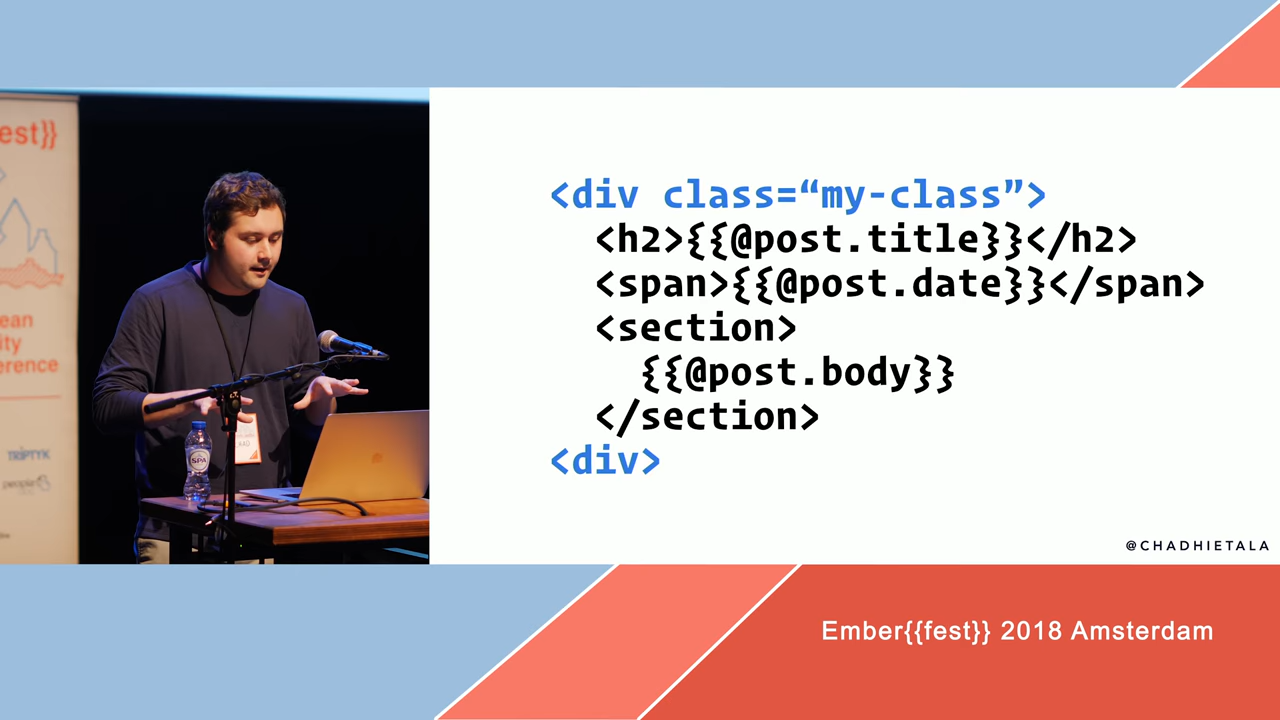 est}}
ean
ity
erence
TRIPTYK
people
SPA
<div class=“my-class”>
  <h2>{{@post.title}}</h2>
  <span>{{@post.date}}</span>
  <section>
    {{@post.body}}
  </section>
<div>
@CHADHIETALA
Ember{{fest}} 2018 Amsterdam